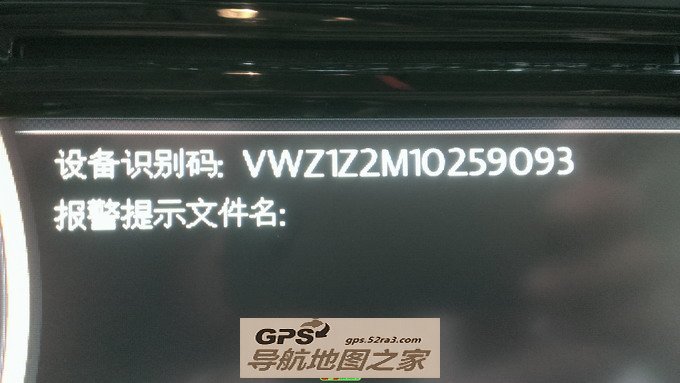 设备识别码: VWZ1Z2M10259093
报警提示文件名:
GPS
gps.52ra3.com
导航地图之家